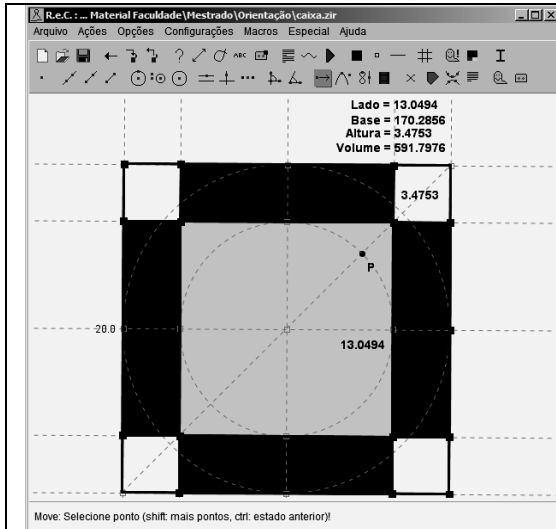 R.e.C. : ... Material Faculdade\Mestrado\Orientação\caixa.zir
Arquivo Ações Opções Configurações Macros Especial Ajuda
ABC
Lado = 13.0494
Base = 170.2856
Altura = 3.4753
Volume = 591.7976
3.4753
P
20.0
13.0494
Move: Selecione ponto (shift: mais pontos, ctrl: estado anterior)!